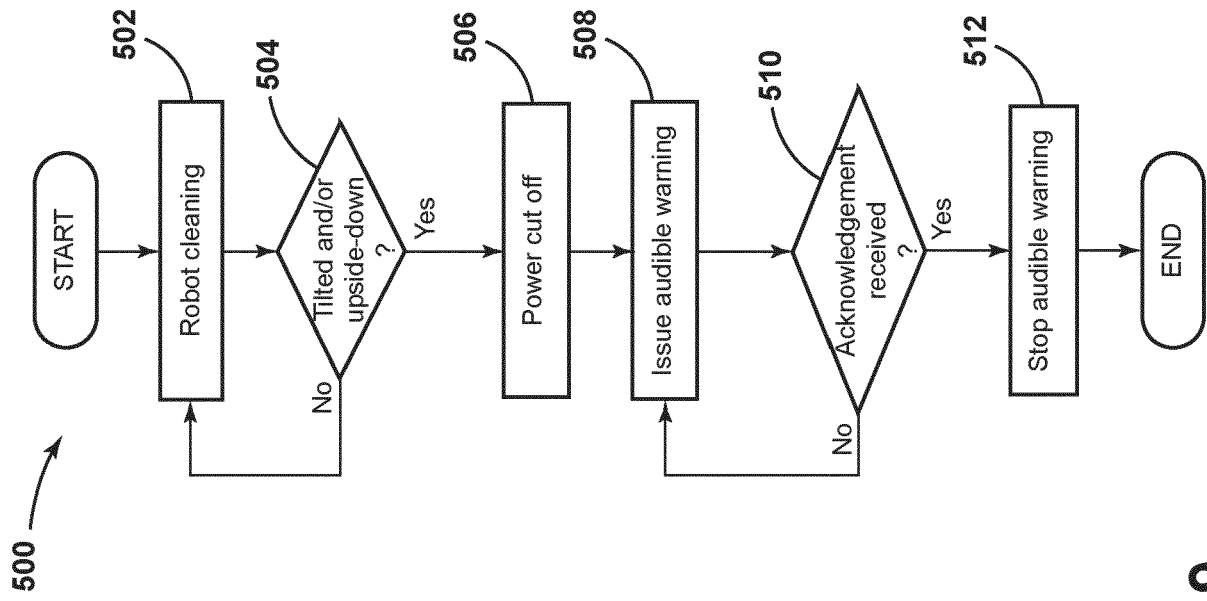 500
START
Robot cleaning
502
Tilted and/or
upside-down
?
504
No
Yes
Power cut off
506
Issue audible warning
508
Acknowledgement
received
?
510
No
Yes
Stop audible warning
512
END